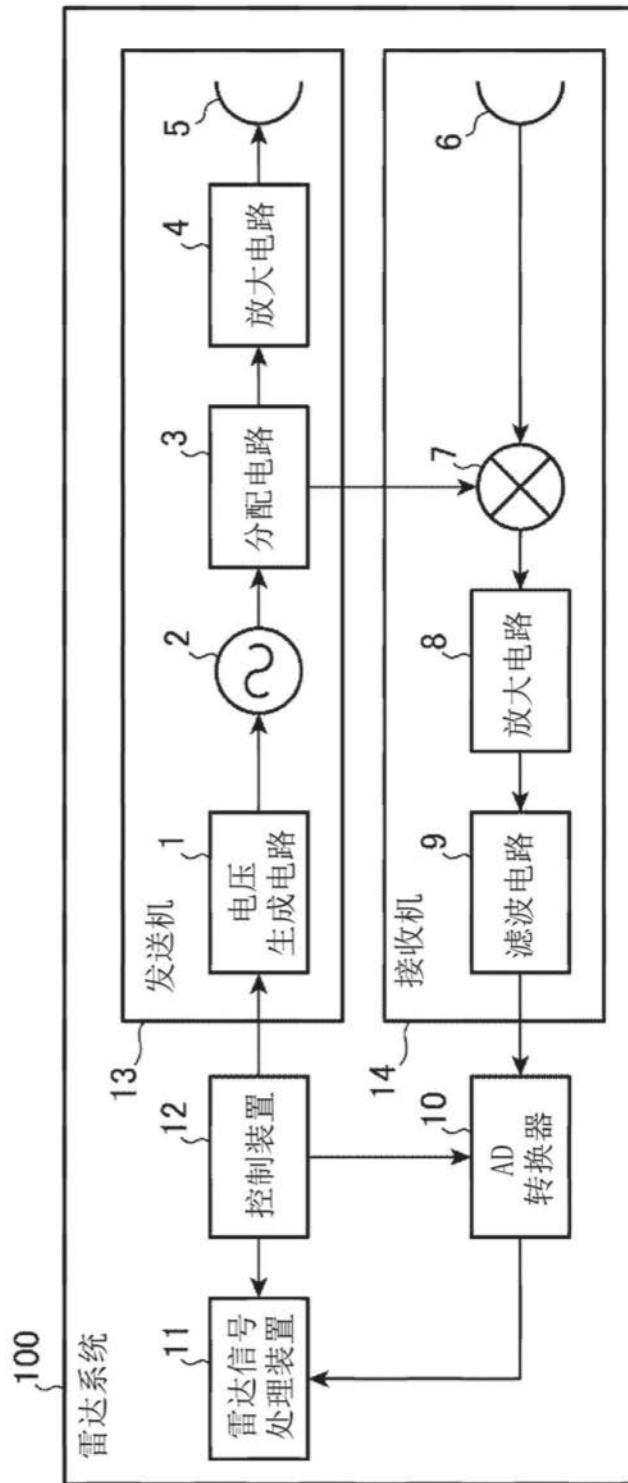 100
雷达系统
13
发送机
11
雷达信号
处理装置
12
控制装置
1
电压
生成电路
2
3
分配电路
4
放大电路
5
14
接收机
10
AD
转换器
9
滤波电路
8
放大电路
7
6